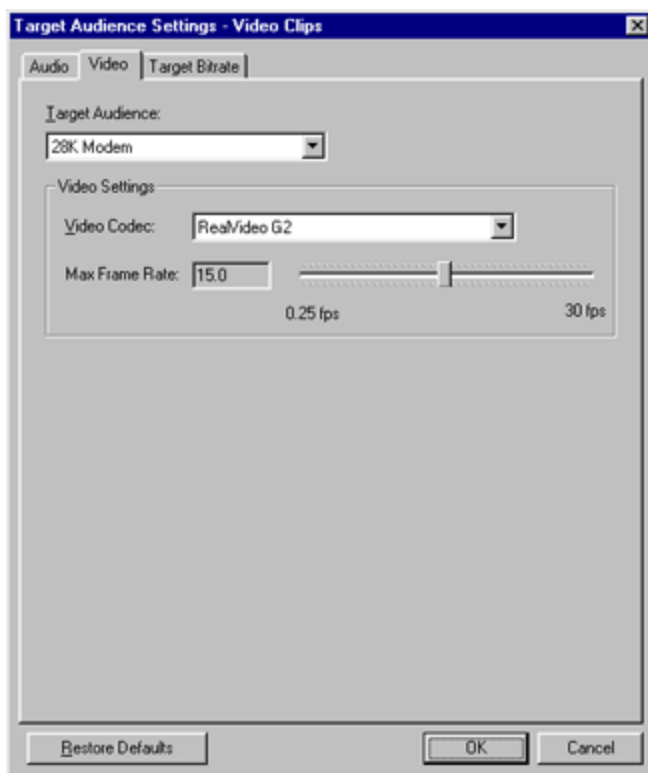 Target Audience Settings - Video Clips
Audio Video Target Bitrate
Target Audience:
28K Modem
Video Settings
Video Codec: RealVideo G2
Max Frame Rate: 15.0
0.25 fps 30 fps
Restore Defaults OK Cancel